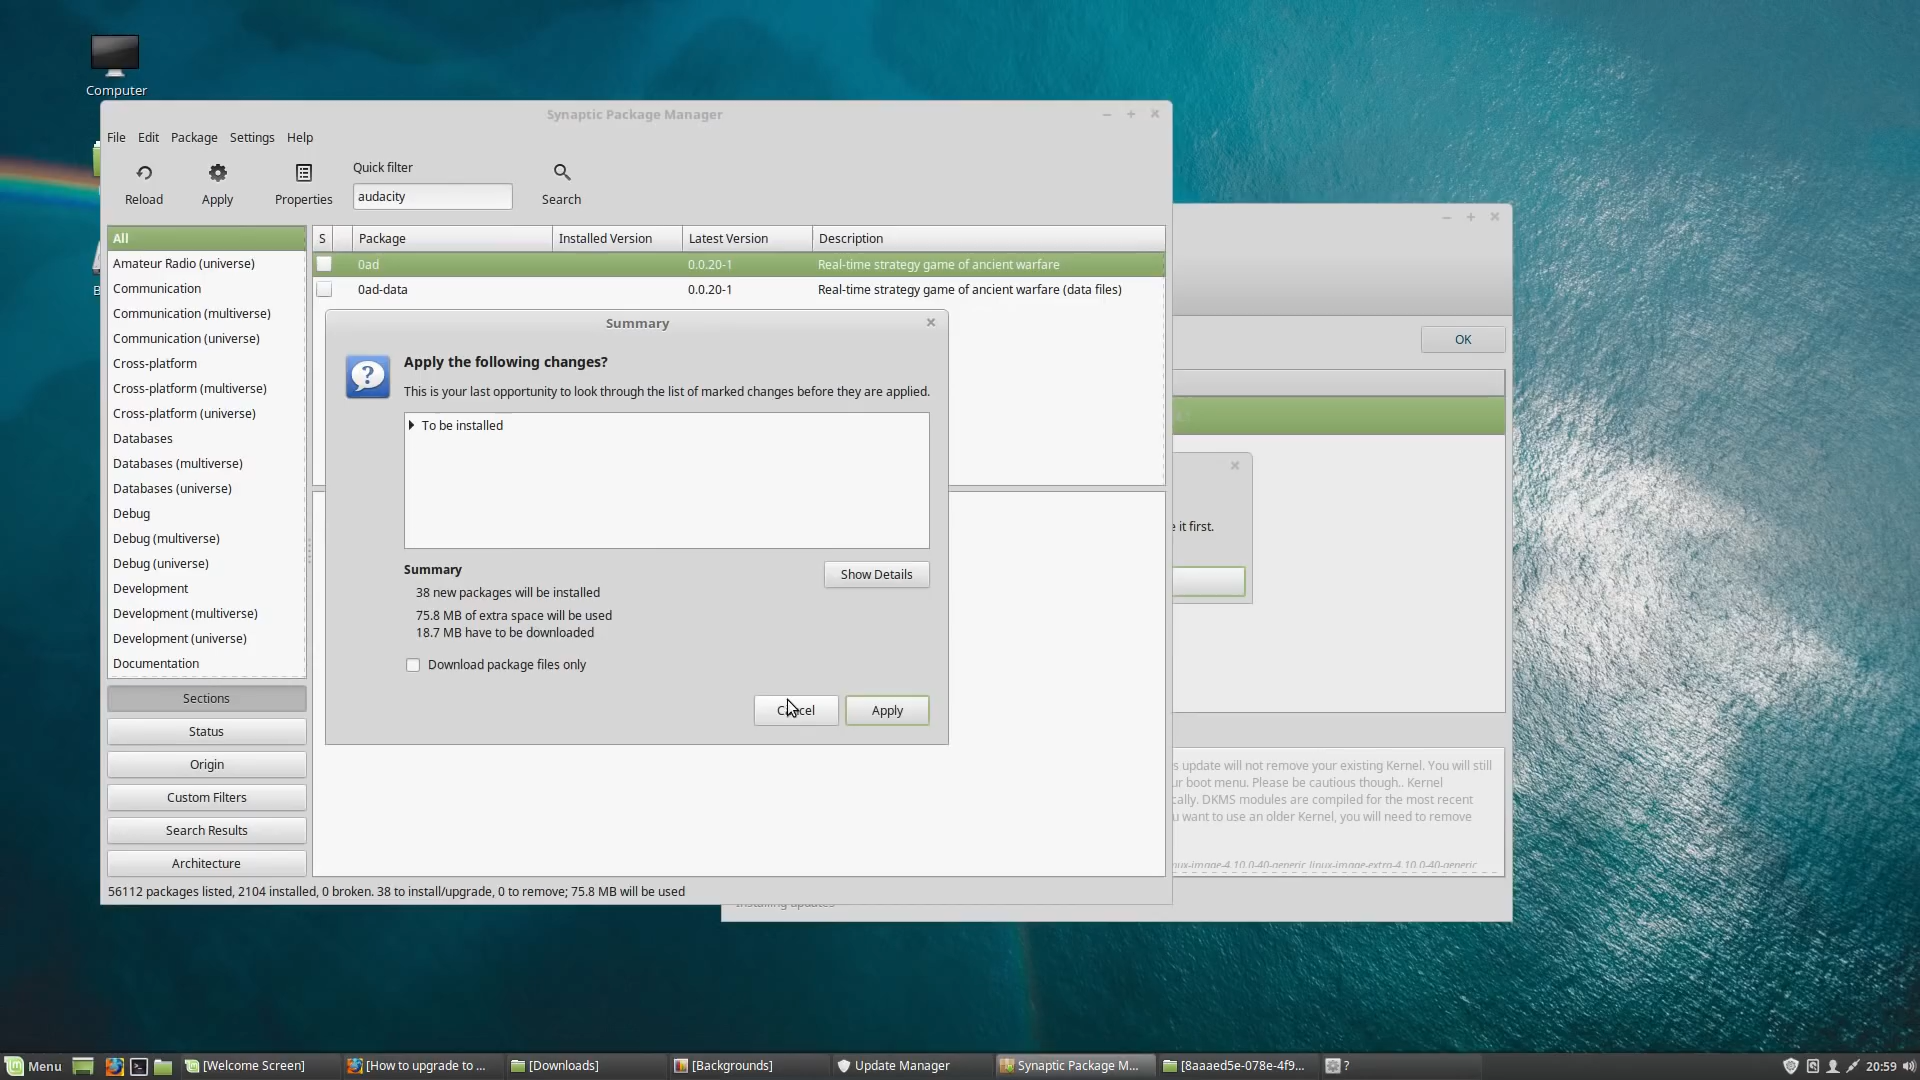 Computer
Synaptic Package Manager
File Edit Package Settings Help
Reload Apply Properties Quick filter Search
audacity
All
Amateur Radio (universe)
Communication
Communication (multiverse)
Communication (universe)
Cross-platform
Cross-platform (multiverse)
Cross-platform (universe)
Databases
Databases (multiverse)
Databases (universe)
Debug
Debug (multiverse)
Debug (universe)
Development
Development (multiverse)
Development (universe)
Documentation
Sections
Status
Origin
Custom Filters
Search Results
Architecture
S Package Installed Version Latest Version Description
0ad 0.0.20-1 Real-time strategy game of ancient warfare
0ad-data 0.0.20-1 Real-time strategy game of ancient warfare (data files)
Summary
Apply the following changes?
This is your last opportunity to look through the list of marked changes before they are applied.
To be installed
Summary
Show Details
38 new packages will be installed
75.8 MB of extra space will be used
18.7 MB have to be downloaded
Download package files only
Cancel Apply
56112 packages listed, 2104 installed, 0 broken. 38 to install/upgrade, 0 to remove; 75.8 MB will be used
OK
it first.
update will not remove your existing Kernel. You will still
boot menu. Please be cautious though.. Kernel
DKMS modules are compiled for the most recent
want to use an older Kernel, you will need to remove
linux-image-extra-4.10.0-40-generic
Installing updates
Menu [Welcome Screen] [How to upgrade to ... [Downloads] [Backgrounds] Update Manager Synaptic Package M... [8aaaed5e-078e-4f9... ? 20:59